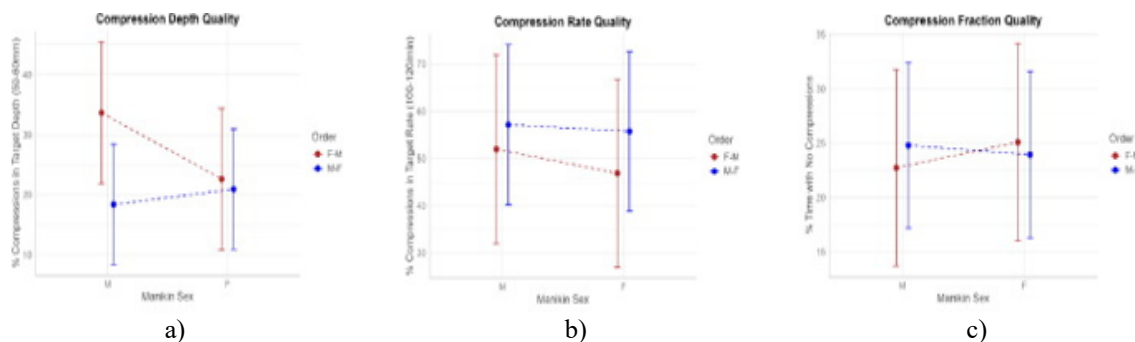 Compression Depth Quality
% Compressions in Target Depth (50-60mm)
40
30
20
10
M
F
Manikin Sex
Order
F-M
M-F
a)
Compression Rate Quality
% Compressions in Target Rate (100-120/min)
70
60
50
40
30
M
F
Manikin Sex
Order
F-M
M-F
b)
Compression Fraction Quality
% Time with No Compressions
35
30
25
20
15
M
F
Manikin Sex
Order
F-
M-
c)